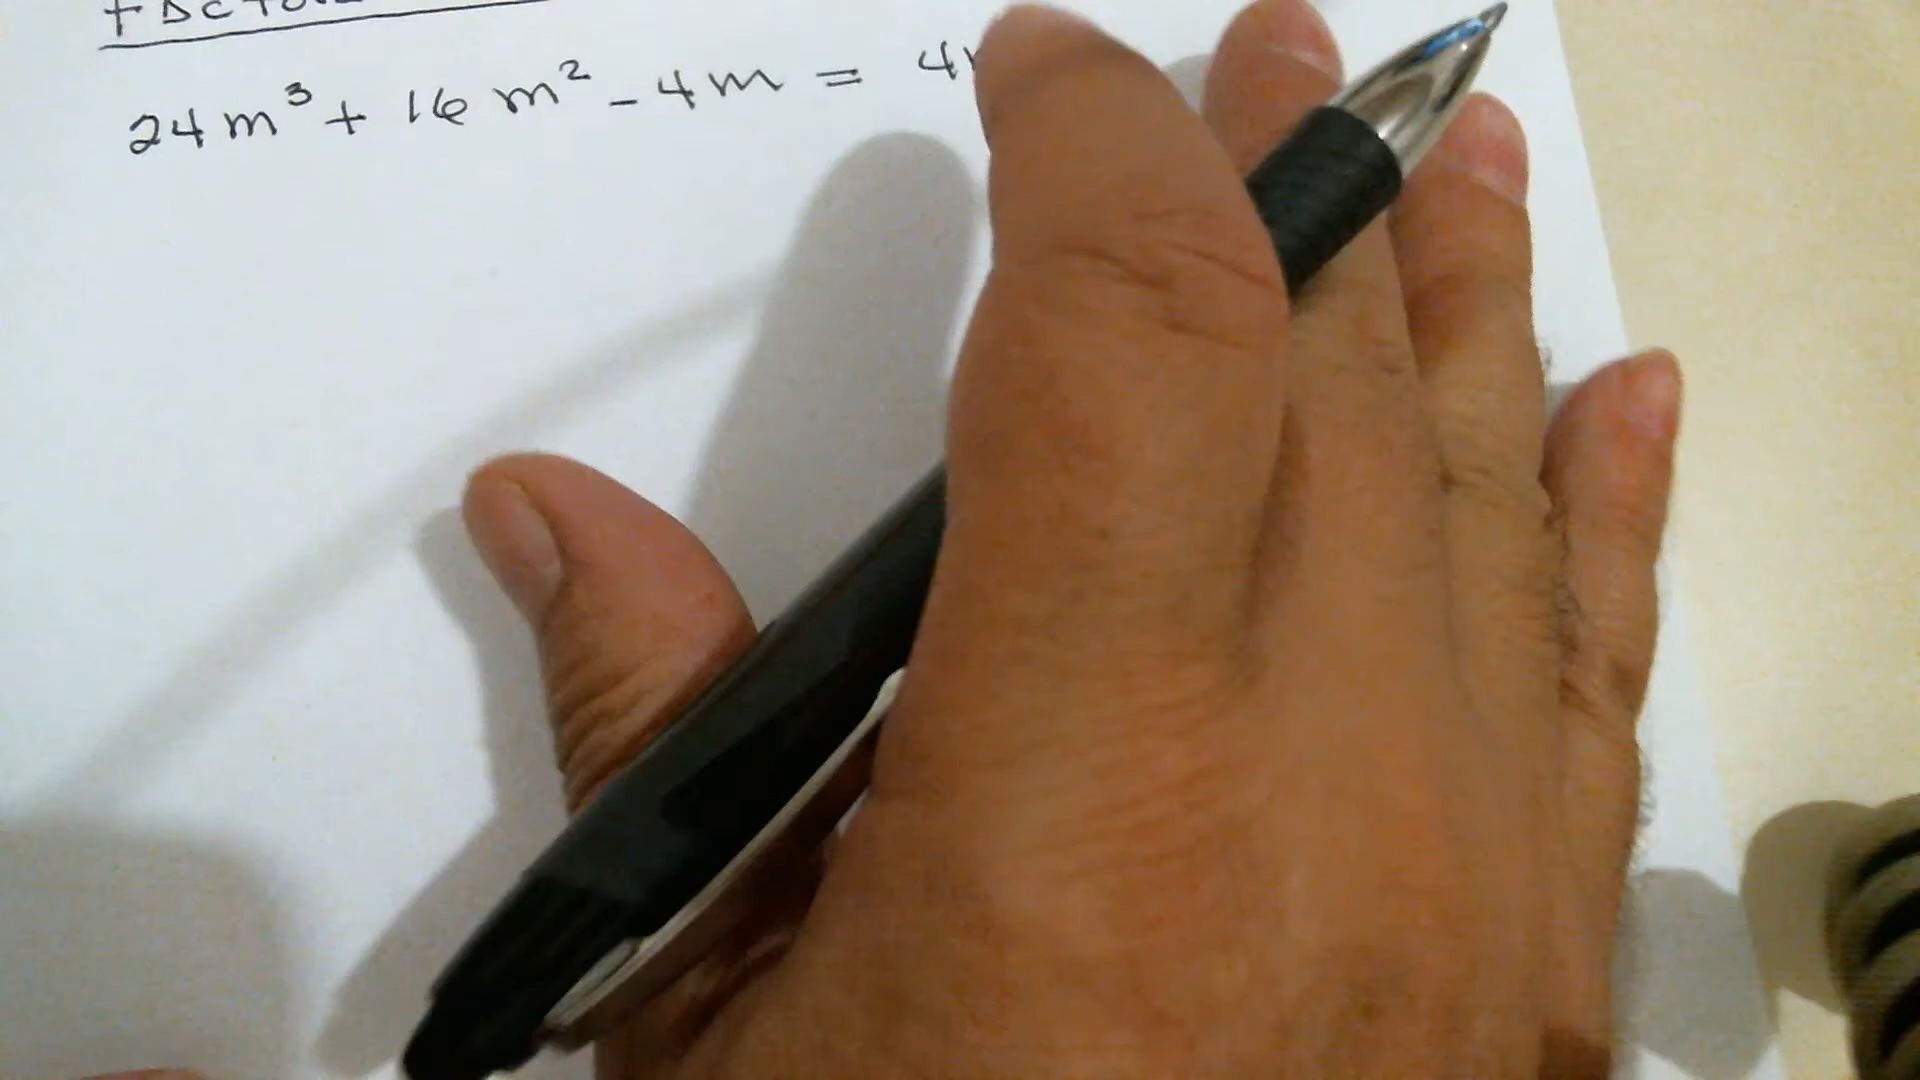 24m³ + 16m² - 4m = 4